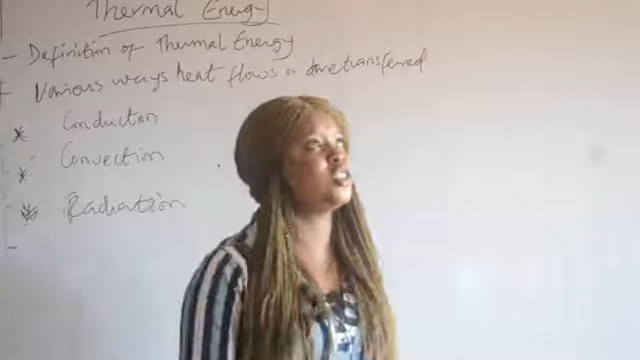 Thermal Energy
- Definition of Thermal Energy
- Various ways heat flows or are transferred
* Conduction
* Convection
* Radiation
-